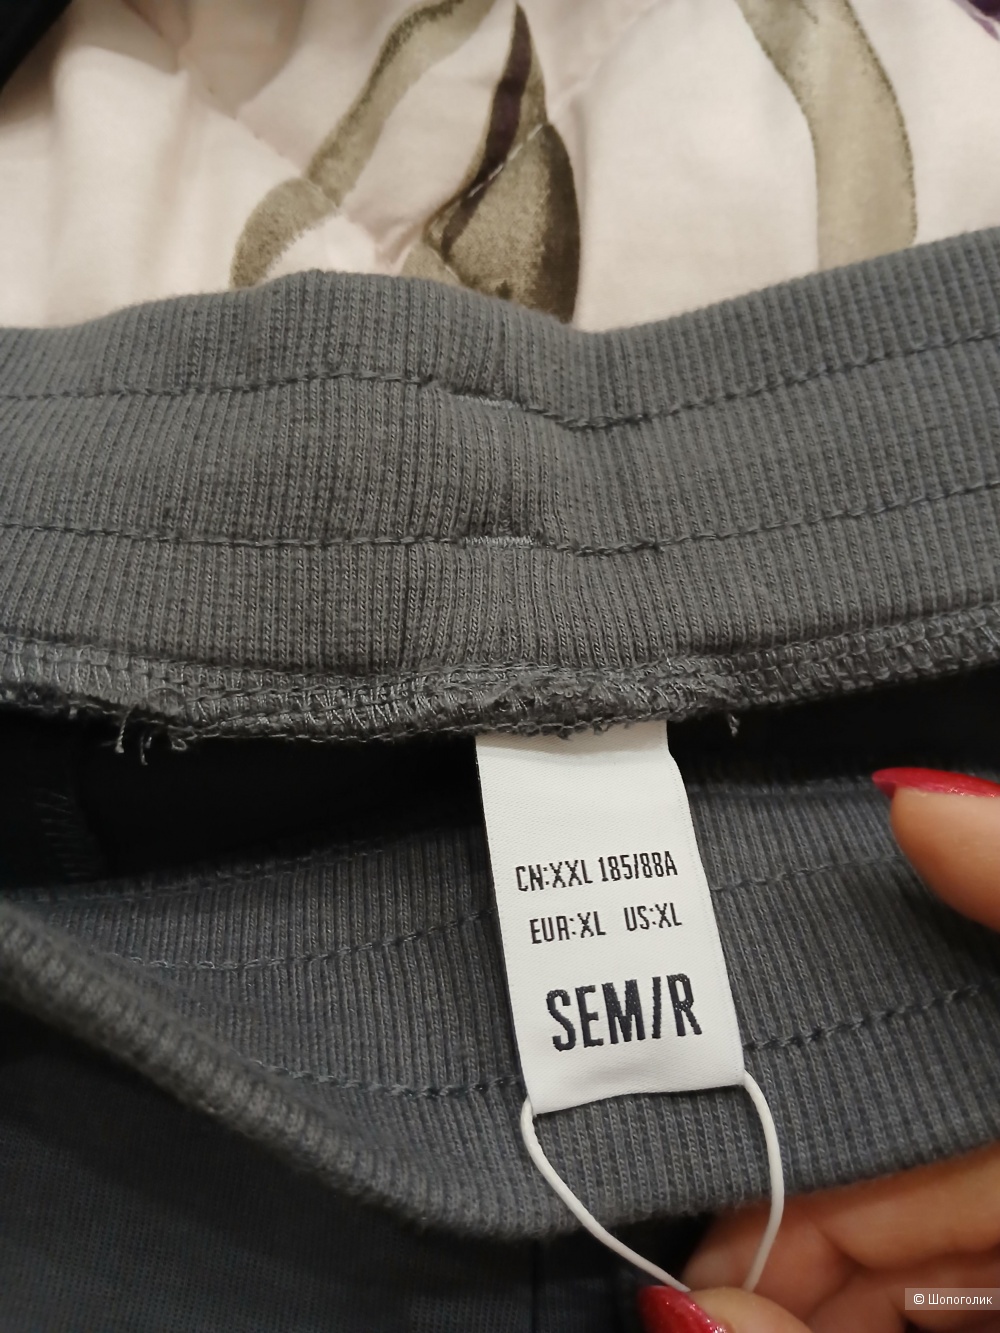 CN:XXL 185/88A
EUR:XL US:XL
SEM/R
© Шопоголик